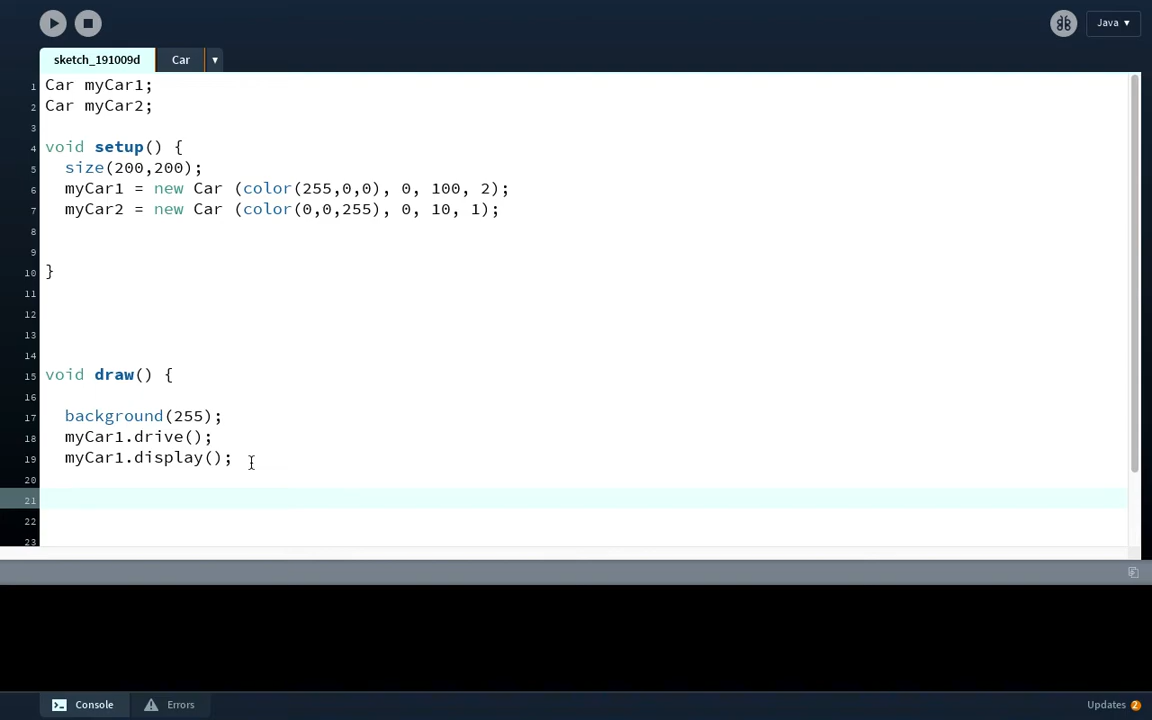 Java ▾
sketch_191009d Car ▼
1 Car myCar1;
2 Car myCar2;
3
4 void setup() {
5 size(200,200);
6 myCar1 = new Car (color(255,0,0), 0, 100, 2);
7 myCar2 = new Car (color(0,0,255), 0, 10, 1);
8
9
10 }
11
12
13
14
15 void draw() {
16
17 background(255);
18 myCar1.drive();
19 myCar1.display();
20
21
22
23
Console Errors Updates 2